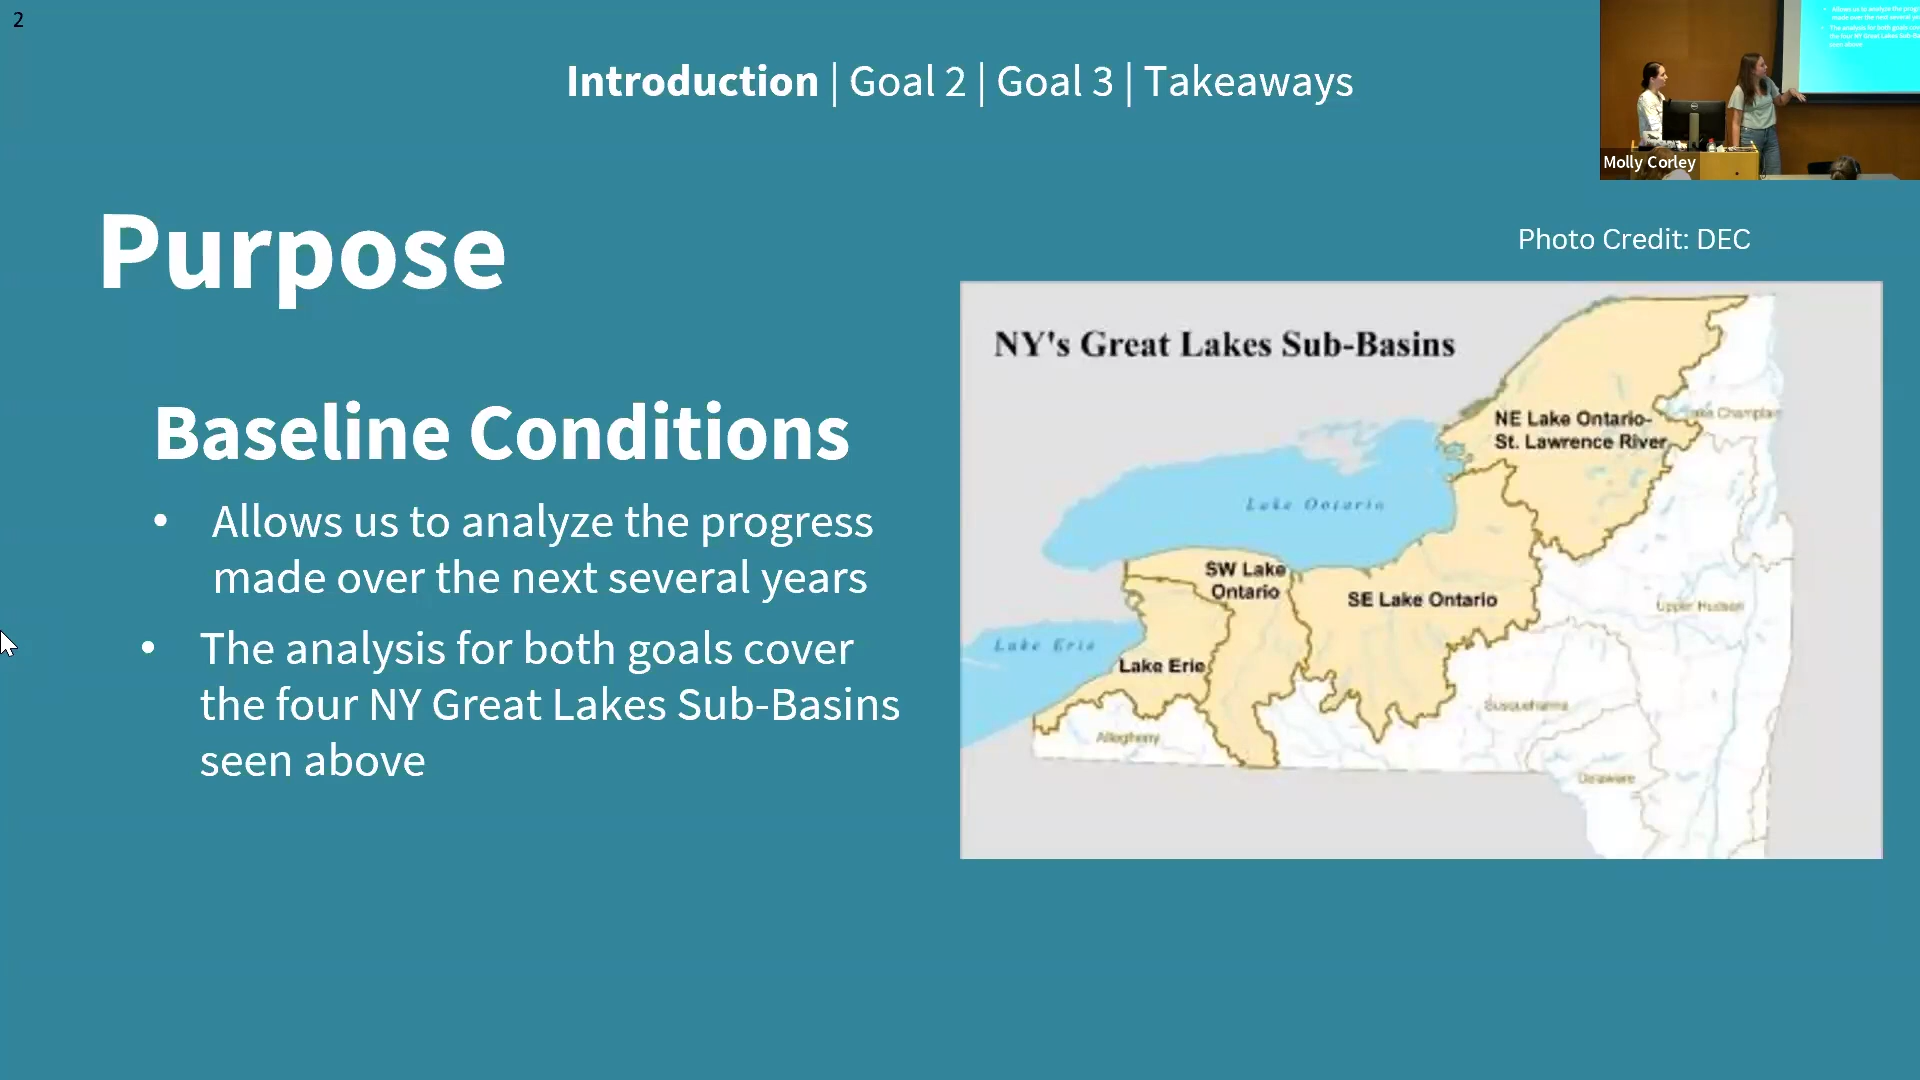 2
Introduction | Goal 2 | Goal 3 | Takeaways
Molly Corley
Purpose
Photo Credit: DEC
Baseline Conditions
• Allows us to analyze the progress
made over the next several years
• The analysis for both goals cover
the four NY Great Lakes Sub-Basins
seen above
NY's Great Lakes Sub-Basins
NE Lake Ontario-
St. Lawrence River
Lake Champlain
Lake Ontario
SW Lake
Ontario
SE Lake Ontario
Upper Hudson
Lake Erie
Lake Erie
Susquehanna
Allegheny
Delaware